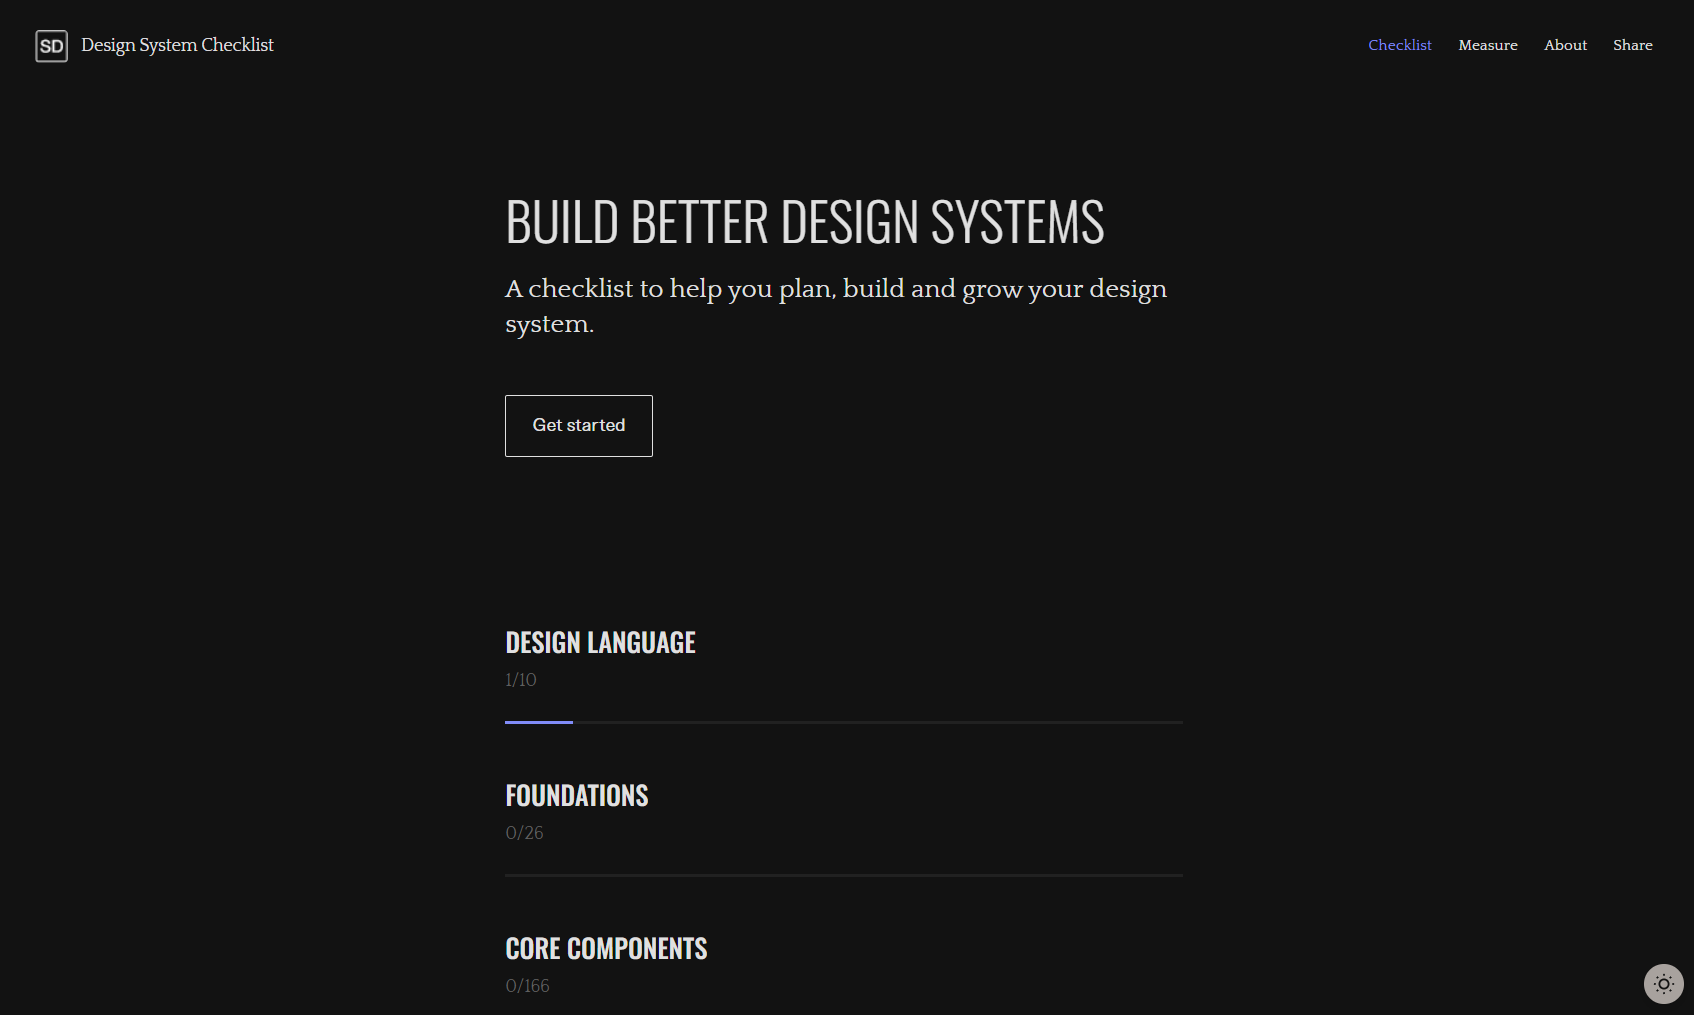 SD Design System Checklist
Checklist Measure About Share
BUILD BETTER DESIGN SYSTEMS
A checklist to help you plan, build and grow your design
system.
Get started
DESIGN LANGUAGE
1/10
FOUNDATIONS
0/26
CORE COMPONENTS
0/166